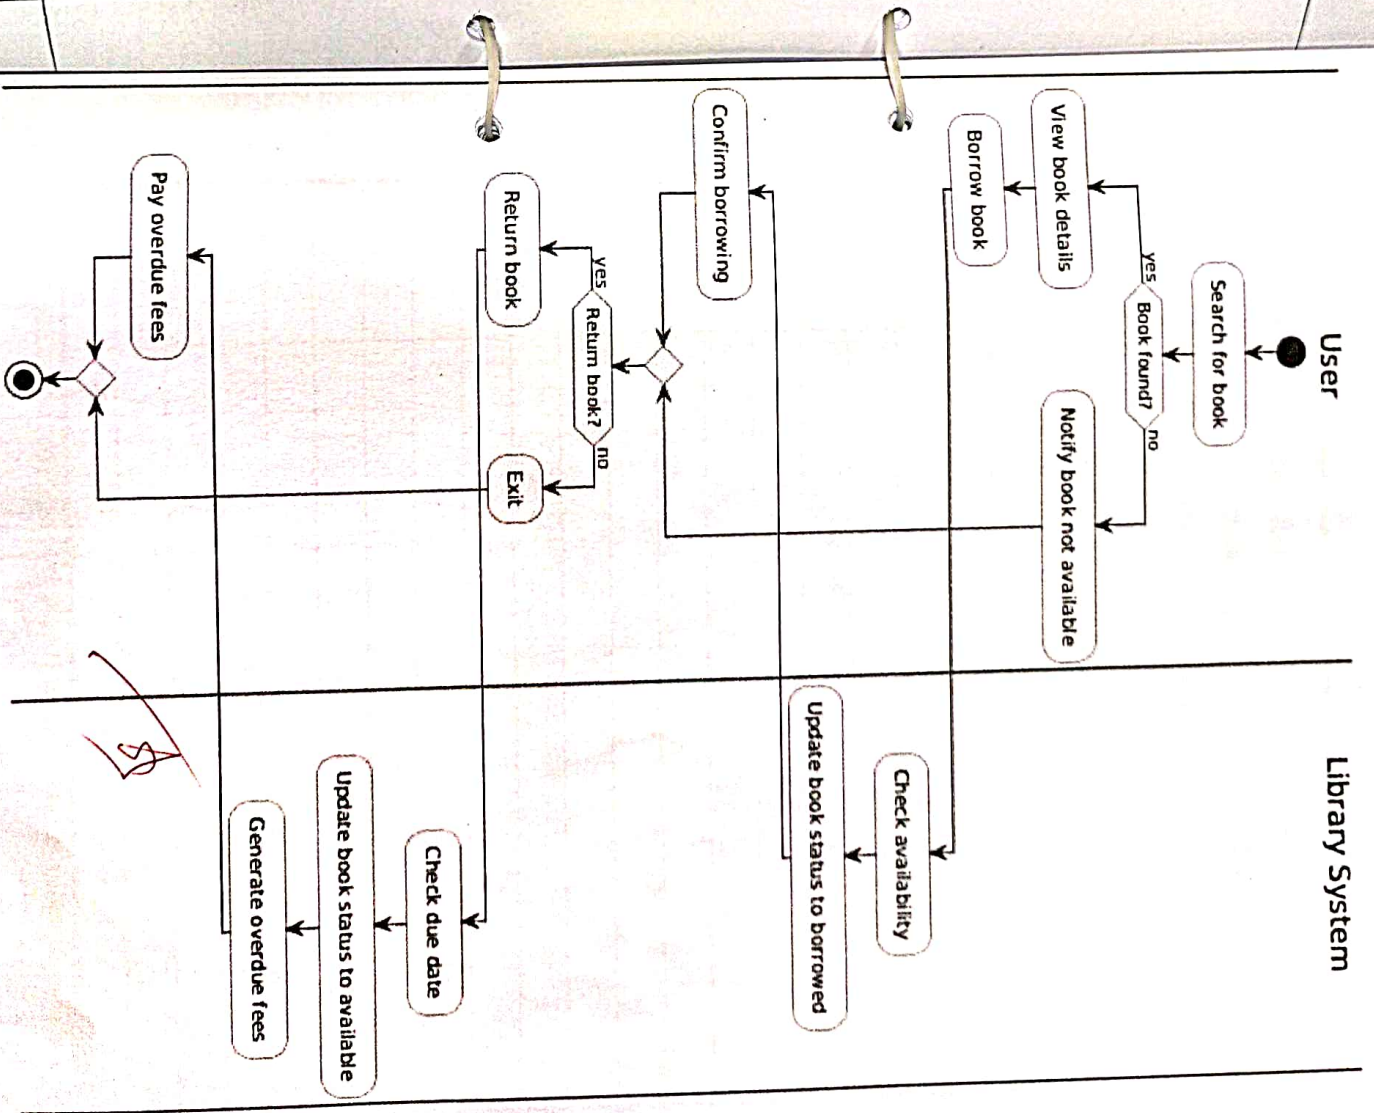 User
Library System
Search for book
Book found?
yes
no
View book details
Notify book not available
Borrow book
Check availability
Update book status to borrowed
Confirm borrowing
Return book?
yes
no
Return book
Exit
Check due date
Update book status to available
Generate overdue fees
Pay overdue fees